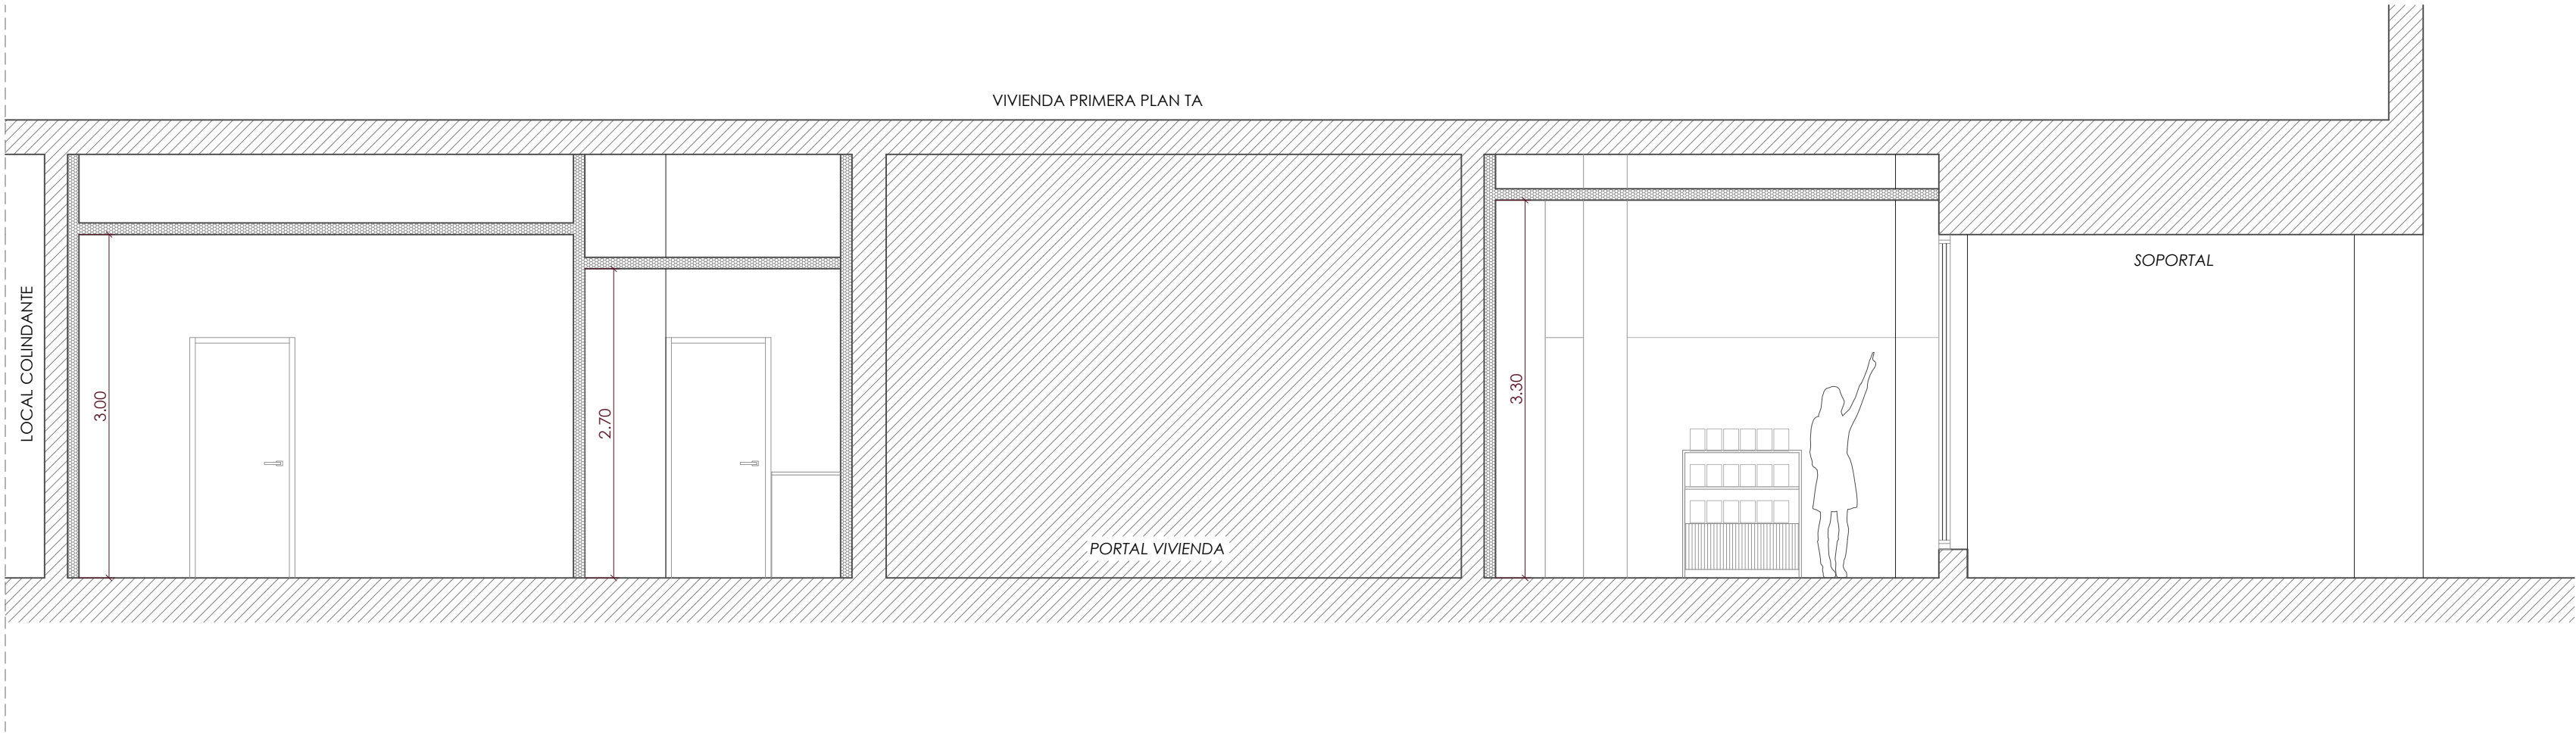 VIVIENDA PRIMERA PLAN TA
LOCAL COLINDANTE
3.00
2.70
PORTAL VIVIENDA
3.30
SOPORTAL